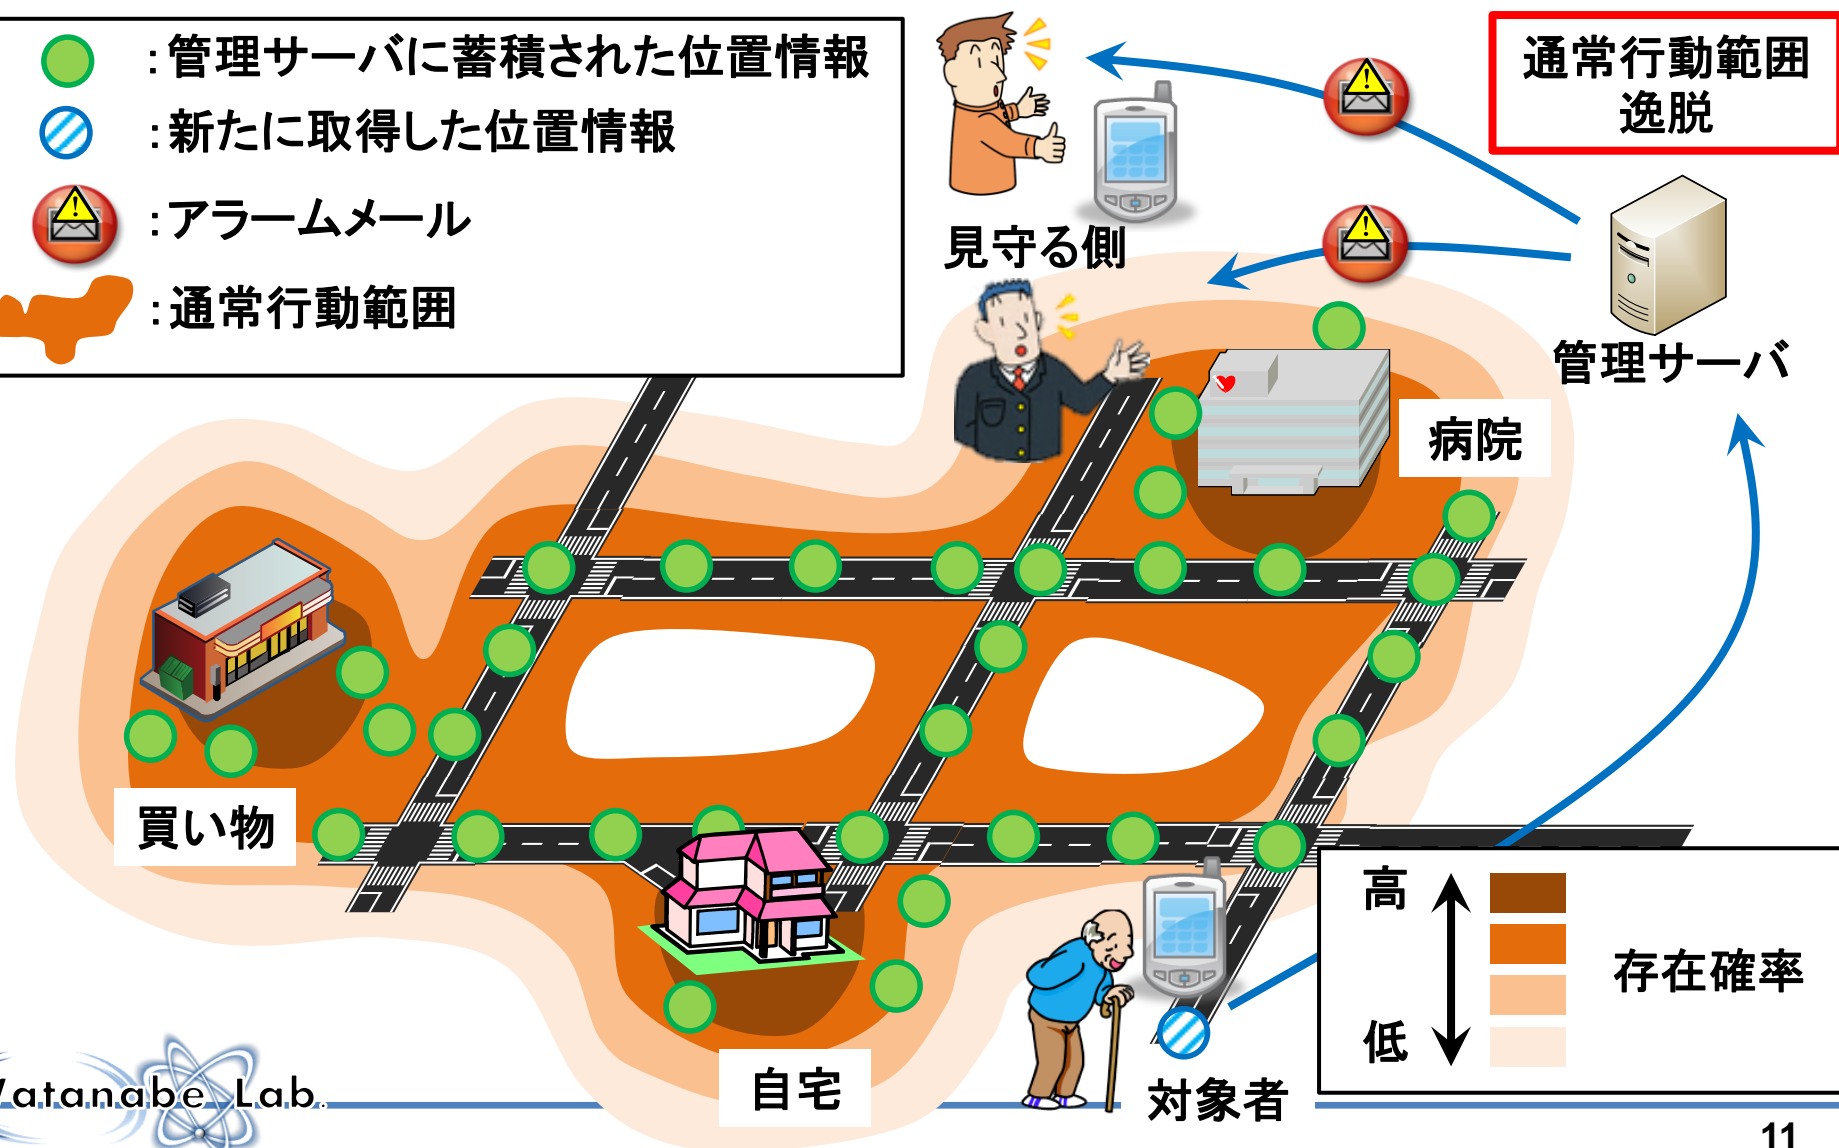 ：管理サーバに蓄積された位置情報
：新たに取得した位置情報
：アラームメール
：通常行動範囲
通常行動範囲
逸脱
見守る側
管理サーバ
病院
買い物
自宅
対象者
高
低
存在確率
Watanabe Lab.
11